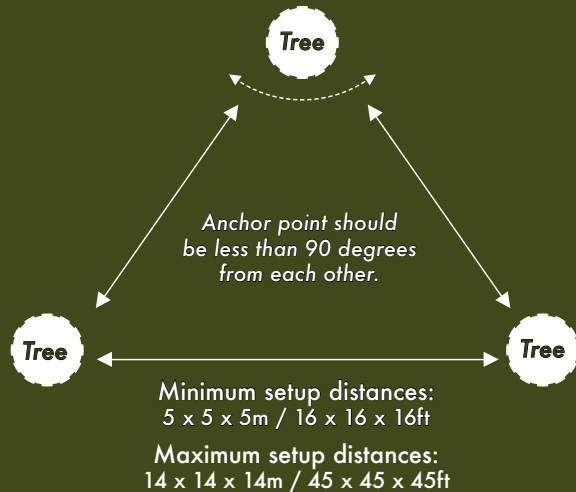 Tree
Anchor point should
be less than 90 degrees
from each other.
Tree
Tree
Minimum setup distances:
5 x 5 x 5m / 16 x 16 x 16ft
Maximum setup distances:
14 x 14 x 14m / 45 x 45 x 45ft